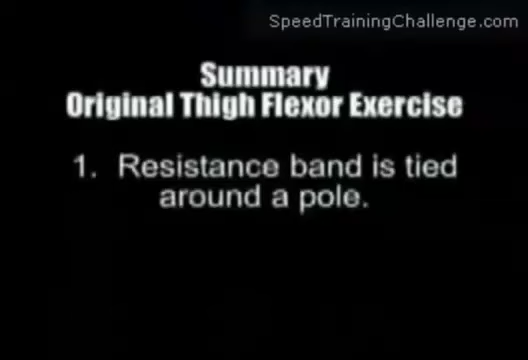 SpeedTrainingChallenge.com
Summary
Original Thigh Flexor Exercise
1. Resistance band is tied
around a pole.